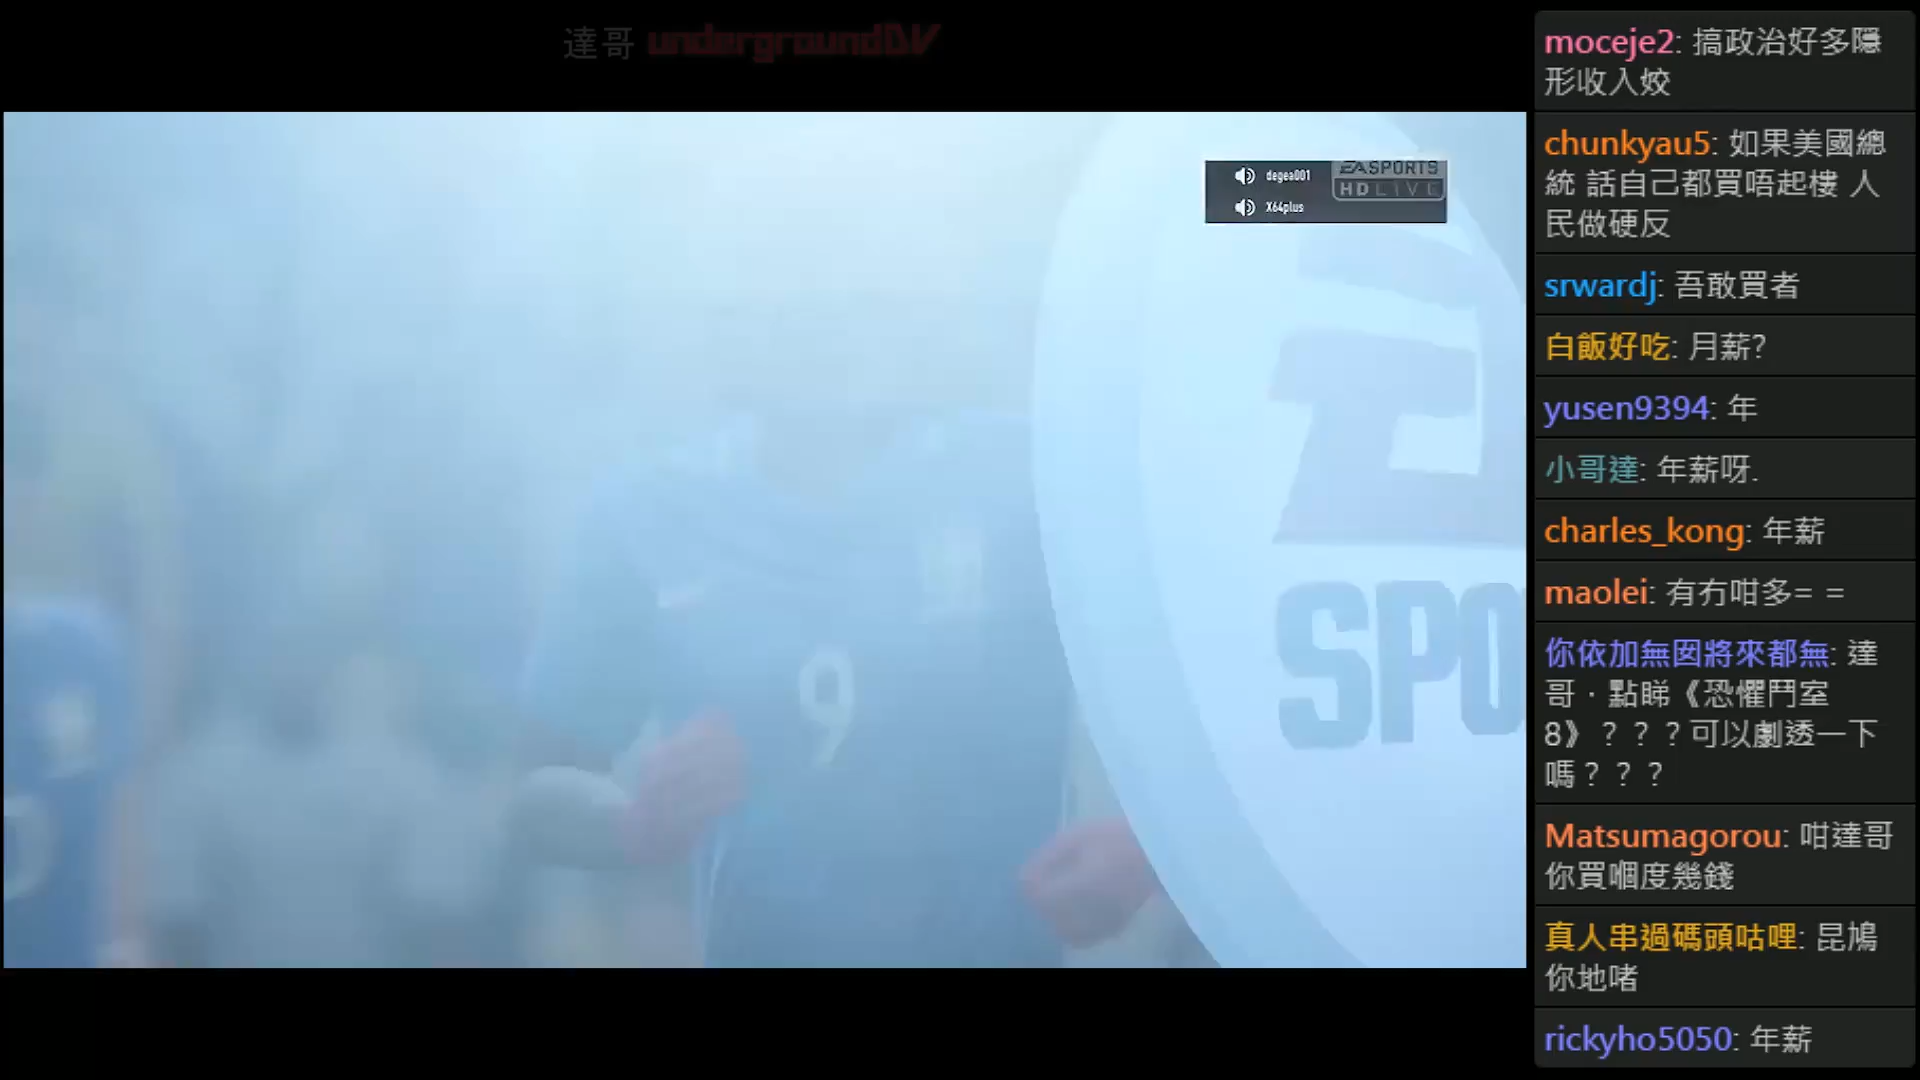 達哥 undergroundDV
degea001
X64plus
EA SPORTS
HD LIVE
9
SPO
moceje2: 搞政治好多隱
形收入姣
chunkyau5: 如果美國總
統 話自己都買唔起樓 人
民做硬反
srwardj: 吾敢買者
白飯好吃: 月薪?
yusen9394: 年
小哥達: 年薪呀.
charles_kong: 年薪
maolei: 有冇咁多= =
你依加無囡將來都無: 達
哥．點睇《恐懼鬥室
8》？？？可以劇透一下
嗎？？？
Matsumagorou: 咁達哥
你買嗰度幾錢
真人串過碼頭咕哩: 昆鳩
你地啫
rickyho5050: 年薪